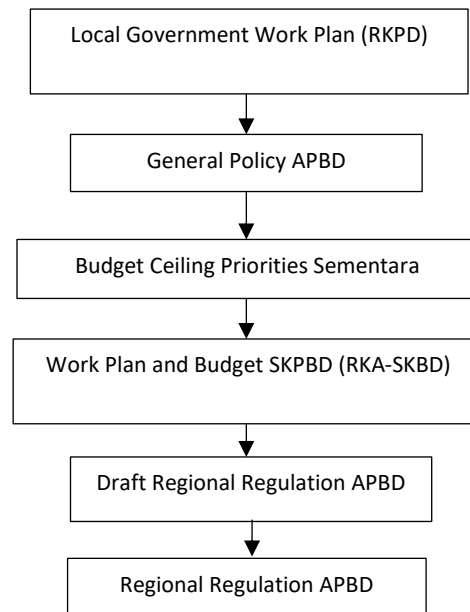 Local Government Work Plan (RKPD)
General Policy APBD
Budget Ceiling Priorities Sementara
Work Plan and Budget SKPBD (RKA-SKBD)
Draft Regional Regulation APBD
Regional Regulation APBD